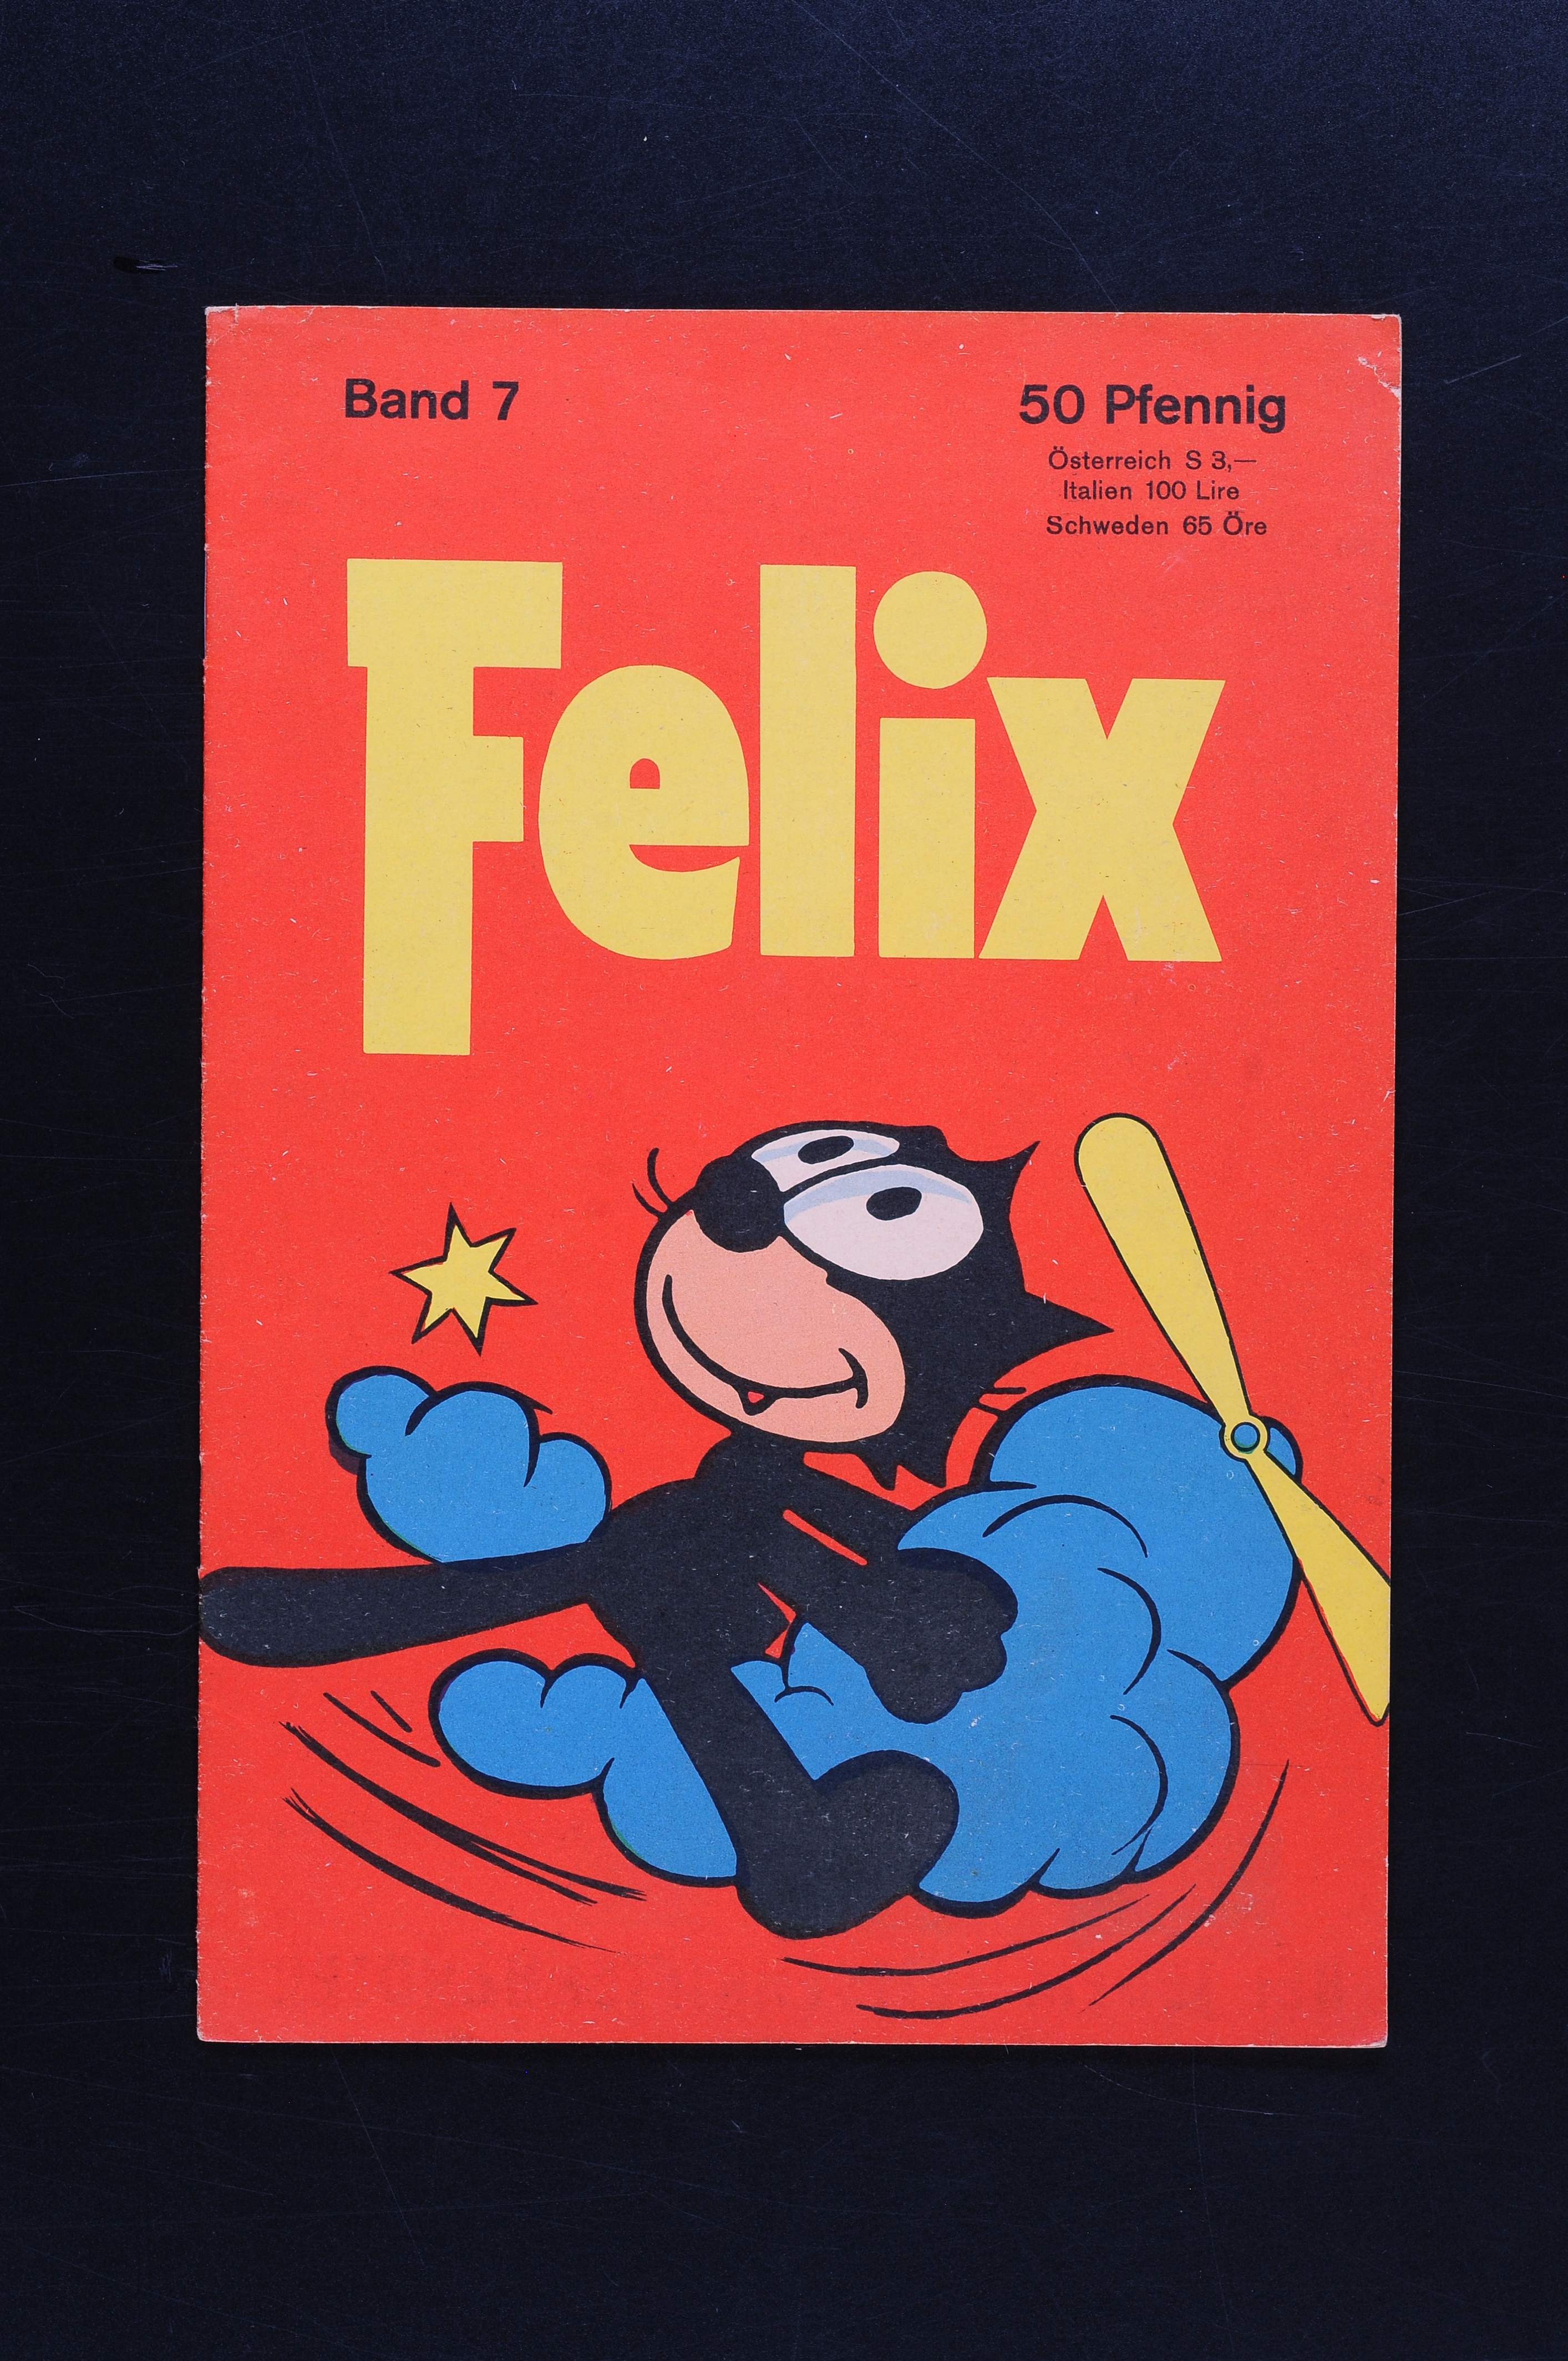 Band 7
50 Pfennig
Österreich S 3,—
Italien 100 Lire
Schweden 65 Öre
Felix